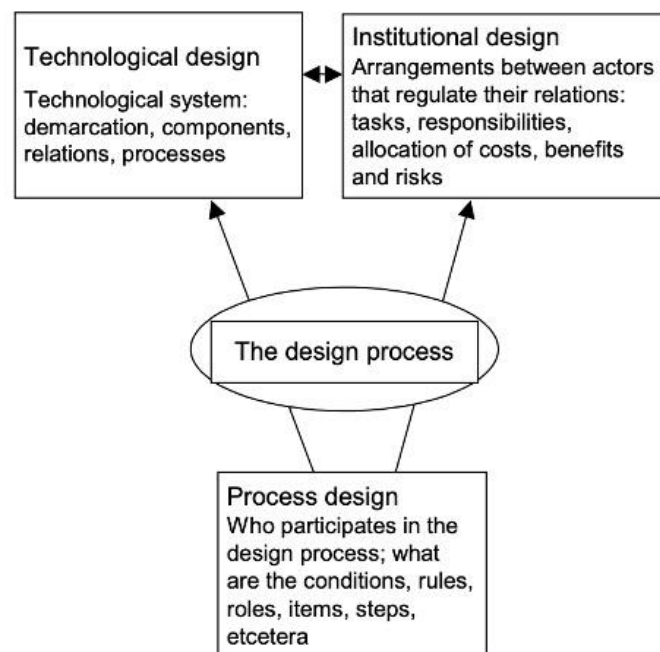 Technological design
Technological system:
demarcation, components,
relations, processes
Institutional design
Arrangements between actors
that regulate their relations:
tasks, responsibilities,
allocation of costs, benefits
and risks
The design process
Process design
Who participates in the
design process; what
are the conditions, rules,
roles, items, steps,
etcetera